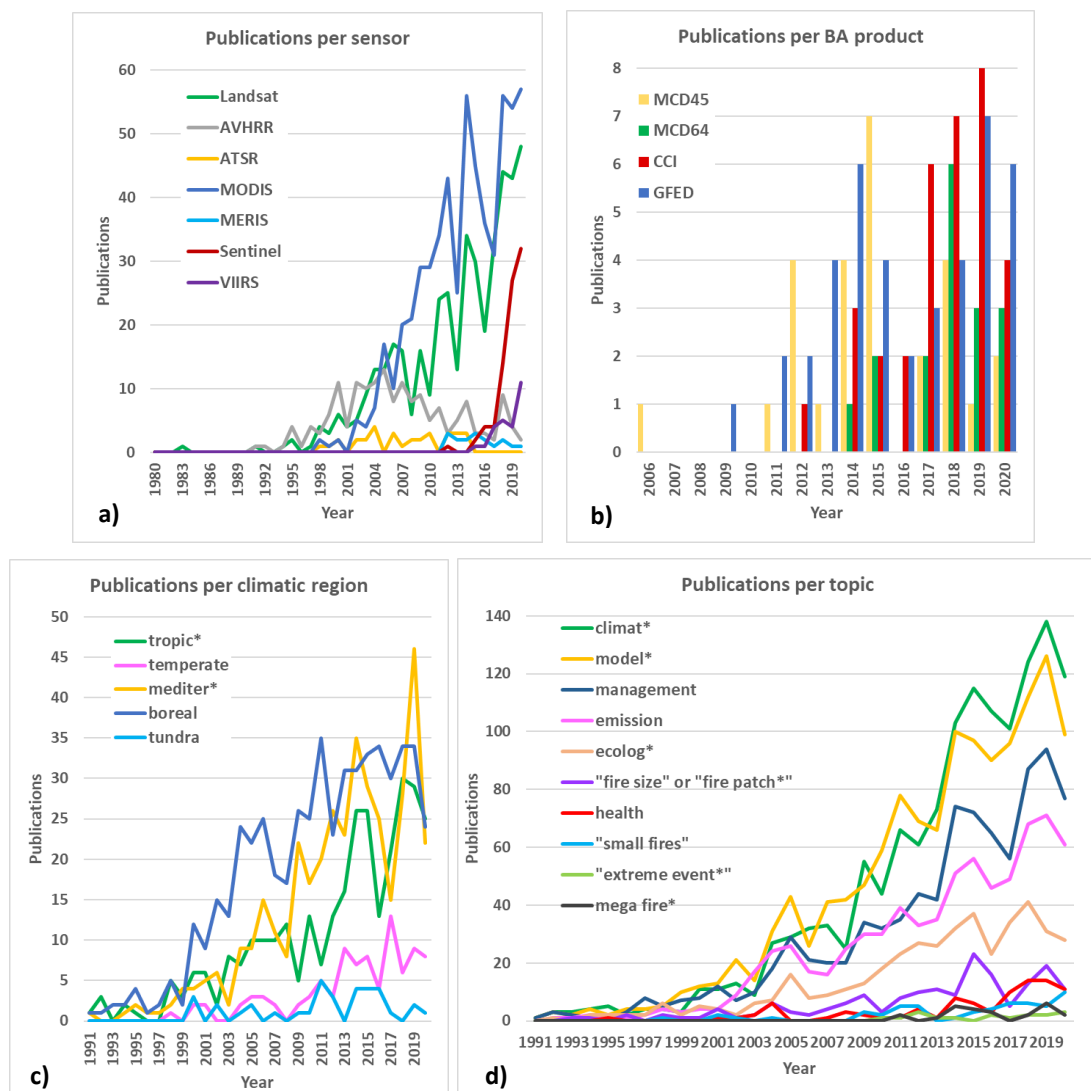 Publications per sensor
60
50
40
30
20
10
0
Publications
Landsat
AVHRR
ATSR
MODIS
MERIS
Sentinel
VIIRS
1980
1983
1986
1989
1992
1995
1998
2001
2004
2007
2010
2013
2016
2019
Year
a)
Publications per BA product
8
7
6
5
4
3
2
1
0
Publications
MCD45
MCD64
CCI
GFED
2006
2007
2008
2009
2010
2011
2012
2013
2014
2015
2016
2017
2018
2019
2020
Year
b)
Publications per climatic region
50
45
40
35
30
25
20
15
10
5
0
Publications
tropic*
temperate
mediter*
boreal
tundra
1991
1993
1995
1997
1999
2001
2003
2005
2007
2009
2011
2013
2015
2017
2019
Year
c)
Publications per topic
140
120
100
80
60
40
20
0
Publications
climat*
model*
management
emission
ecolog*
"fire size" or "fire patch*"
health
"small fires"
"extreme event*"
mega fire*
1991 1993 1995 1997 1999 2001 2003 2005 2007 2009 2011 2013 2015 2017 2019
Year
d)